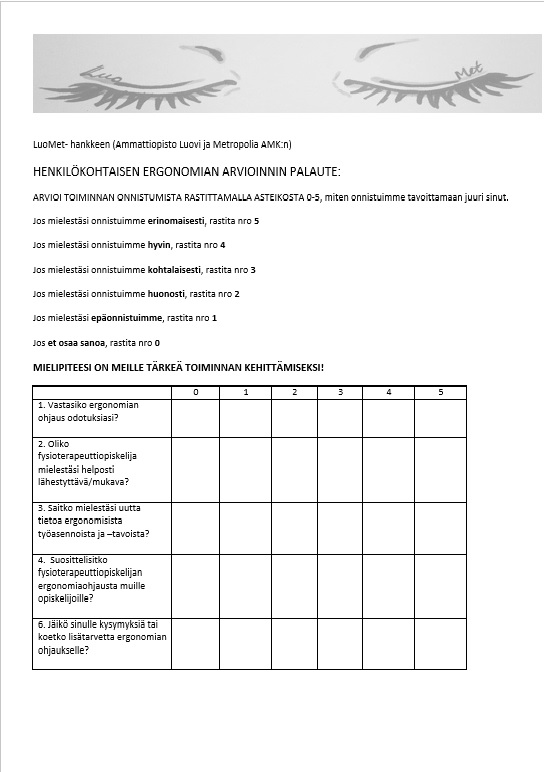 Luo
Met
LuoMet- hankkeen (Ammattiopisto Luovi ja Metropolia AMK:n)
HENKILÖKOHTAISEN ERGONOMIAN ARVIOINNIN PALAUTE:
ARVIOI TOIMINNAN ONNISTUMISTA RASTITTAMALLA ASTEIKOSTA 0-5, miten onnistuimme tavoittamaan juuri sinut.
Jos mielestäsi onnistuimme erinomaisesti, rastita nro 5
Jos mielestäsi onnistuimme hyvin, rastita nro 4
Jos mielestäsi onnistuimme kohtalaisesti, rastita nro 3
Jos mielestäsi onnistuimme huonosti, rastita nro 2
Jos mielestäsi epäonnistuimme, rastita nro 1
Jos et osaa sanoa, rastita nro 0
MIELIPITEESI ON MEILLE TÄRKEÄ TOIMINNAN KEHITTÄMISEKSI!
0 1 2 3 4 5
1. Vastasiko ergonomian
ohjaus odotuksiasi?
2. Oliko
fysioterapeuttiopiskelija
mielestäsi helposti
lähestyttävä/mukava?
3. Saitko mielestäsi uutta
tietoa ergonomisista
työasennoista ja –tavoista?
4. Suosittelisitko
fysioterapeuttiopiskelijan
ergonomiaohjausta muille
opiskelijoille?
6. Jäikö sinulle kysymyksiä tai
koetko lisätarvetta ergonomian
ohjaukselle?